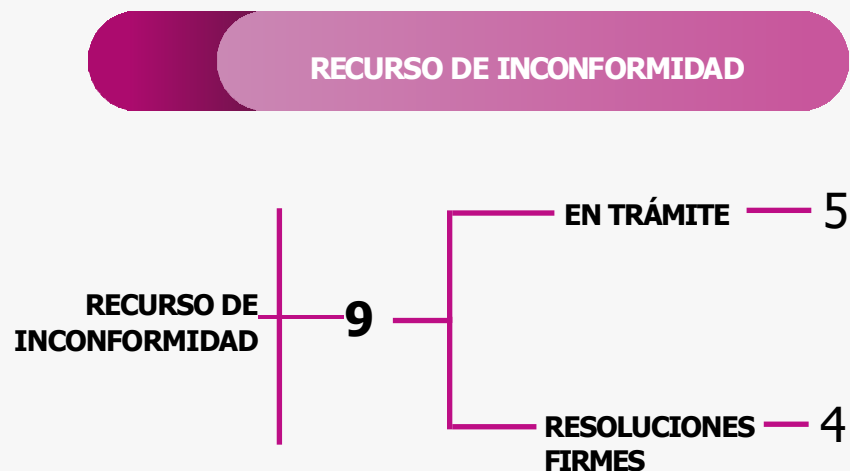 RECURSO DE INCONFORMIDAD
EN TRÁMITE 5
RECURSO DE
INCONFORMIDAD
9
RESOLUCIONES 4
FIRMES